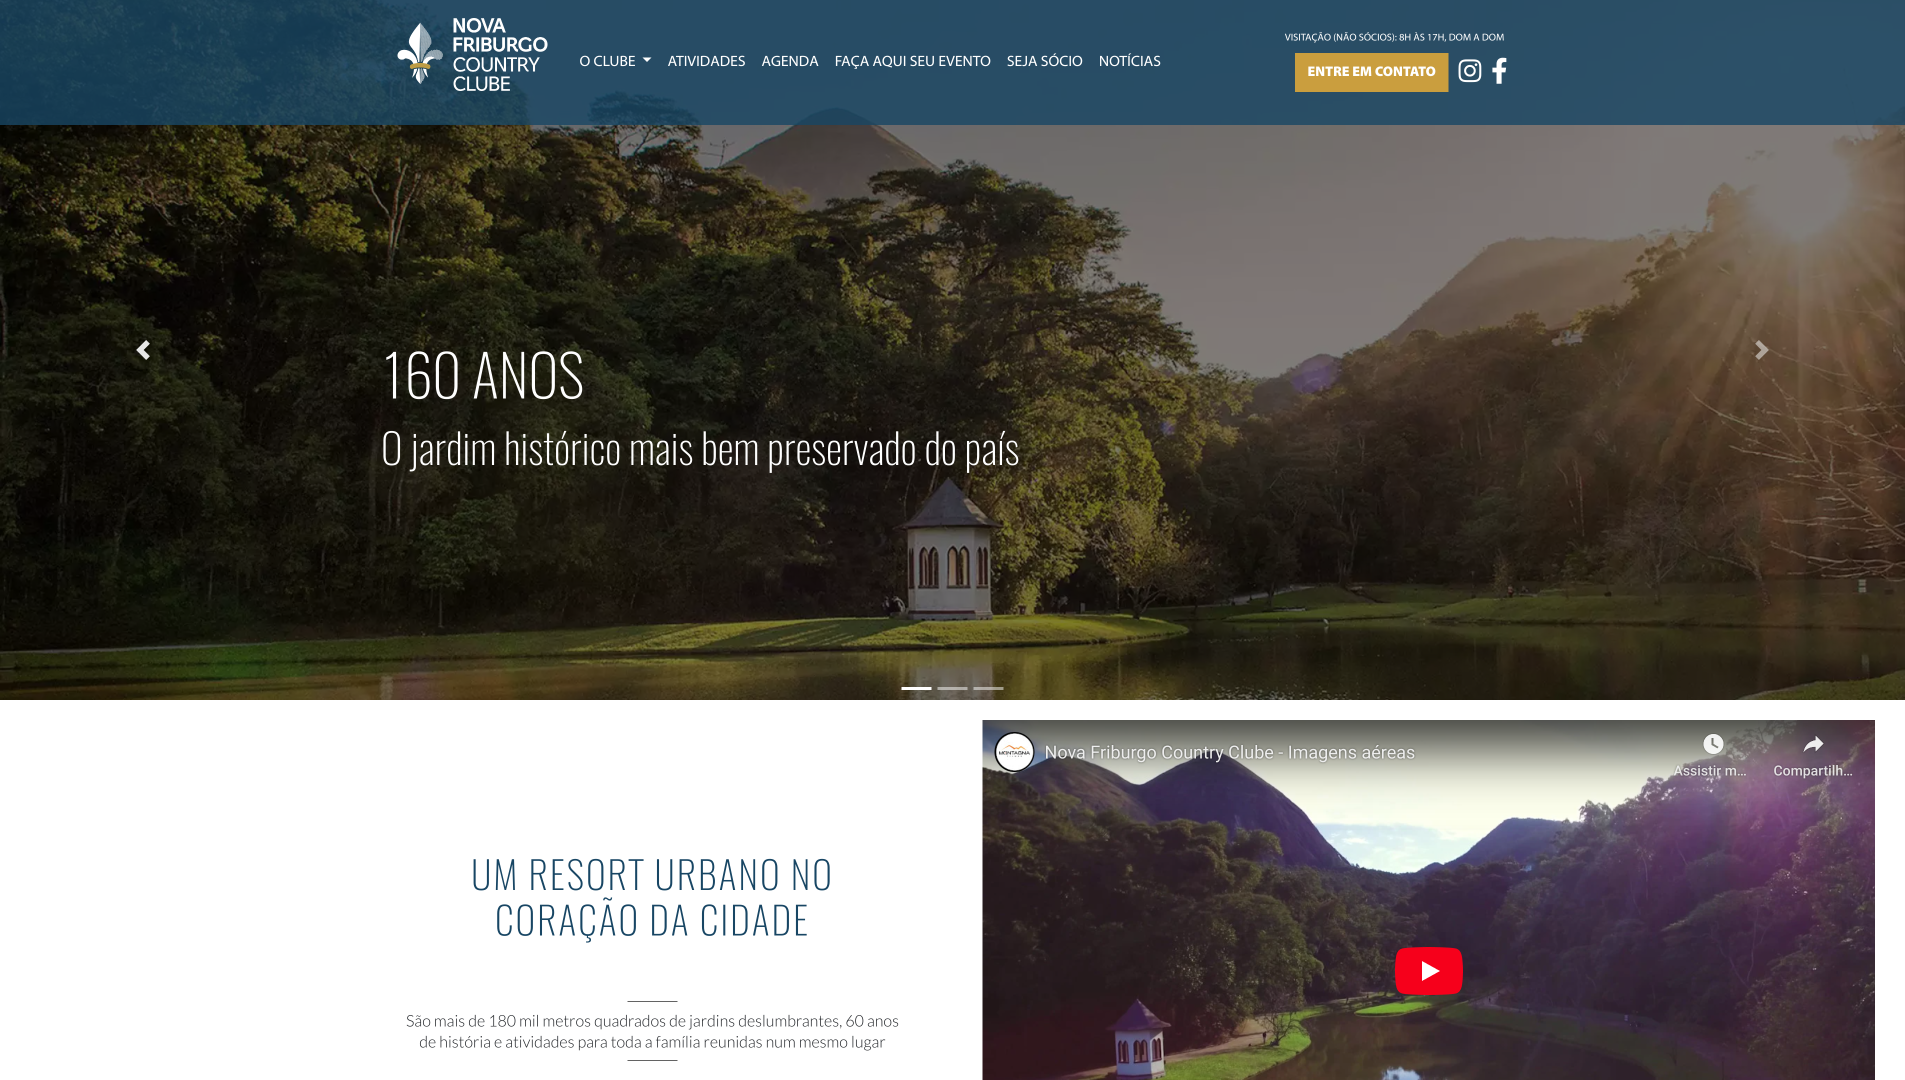 NOVA
FRIBURGO
COUNTRY
CLUBE
O CLUBE
ATIVIDADES
AGENDA
FAÇA AQUI SEU EVENTO
SEJA SÓCIO
NOTÍCIAS
VISITAÇÃO (NÃO SÓCIOS): 8H ÀS 17H, DOM A DOM
ENTRE EM CONTATO
160 ANOS
O jardim histórico mais bem preservado do país
UM RESORT URBANO NO
CORAÇÃO DA CIDADE
São mais de 180 mil metros quadrados de jardins deslumbrantes, 60 anos
de história e atividades para toda a família reunidas num mesmo lugar
MONTAGNA
Nova Friburgo Country Clube - Imagens aéreas
Assistir m...
Compartilh...